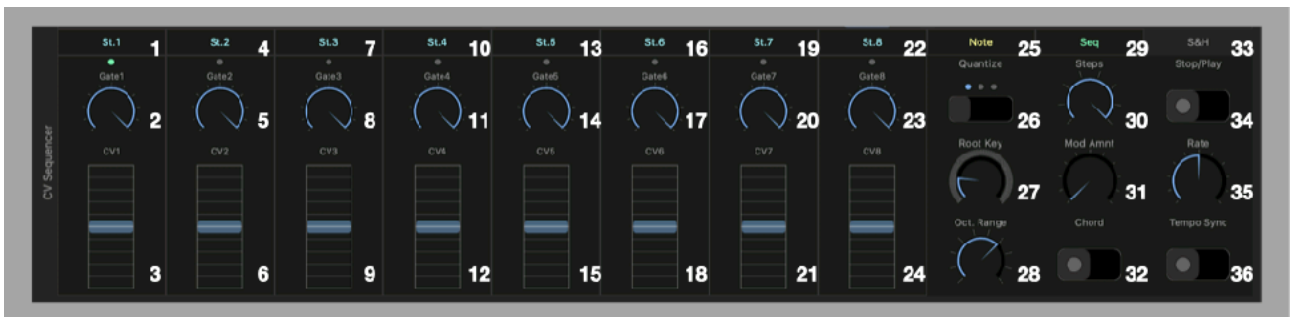 St.1 1 St.2 4 St.3 7 St.4 10 St.5 13 St.6 16 St.7 19 St.8 22 Note 25 Seq 29 S&H 33
Gate1 Gate2 Gate3 Gate4 Gate5 Gate6 Gate7 Gate8 Quantize Steps Stop/Play
2 5 8 11 14 17 20 23 26 30 34
CV1 CV2 CV3 CV4 CV5 CV6 CV7 CV8 Root Key Mod Amnt Rate
CV Sequencer
27 31 35
Oct. Range Chord Tempo Sync
3 6 9 12 15 18 21 24 28 32 36